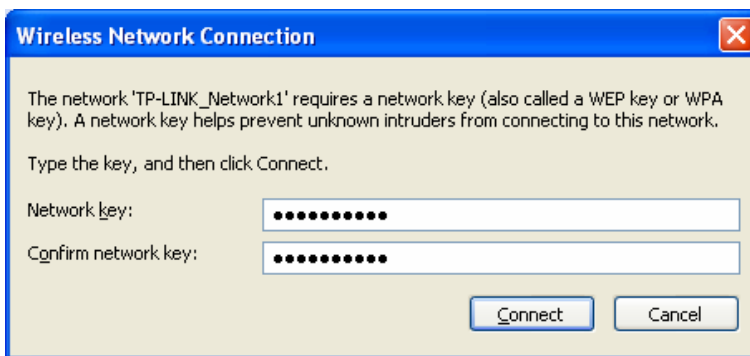 Wireless Network Connection
The network 'TP-LINK_Network1' requires a network key (also called a WEP key or WPA
key). A network key helps prevent unknown intruders from connecting to this network.
Type the key, and then click Connect.
Network key: ●●●●●●●●●●
Confirm network key: ●●●●●●●●●●
Connect Cancel